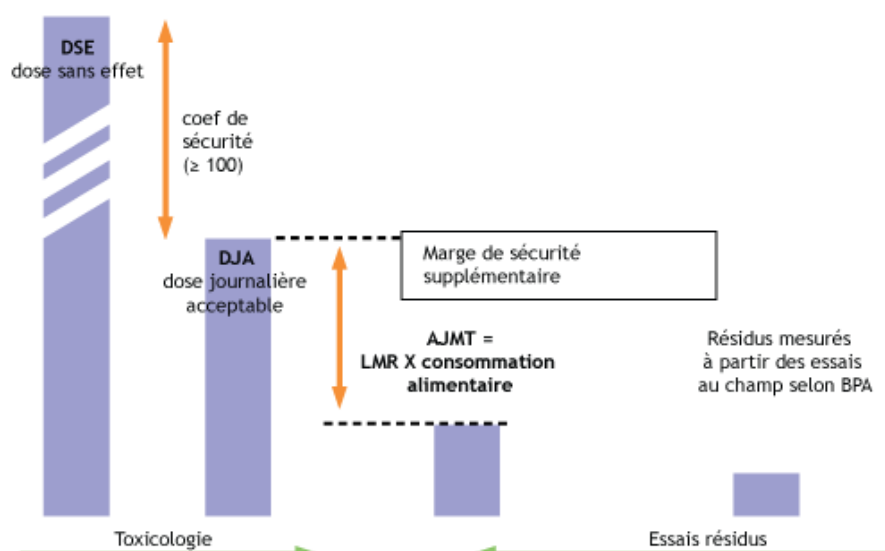 DSE
dose sans effet
coef de
sécurité
(≥ 100)
DJA
dose journalière
acceptable
Marge de sécurité
supplémentaire
AJMT =
LMR X consommation
alimentaire
Résidus mesurés
à partir des essais
au champ selon BPA
Toxicologie
Essais résidus